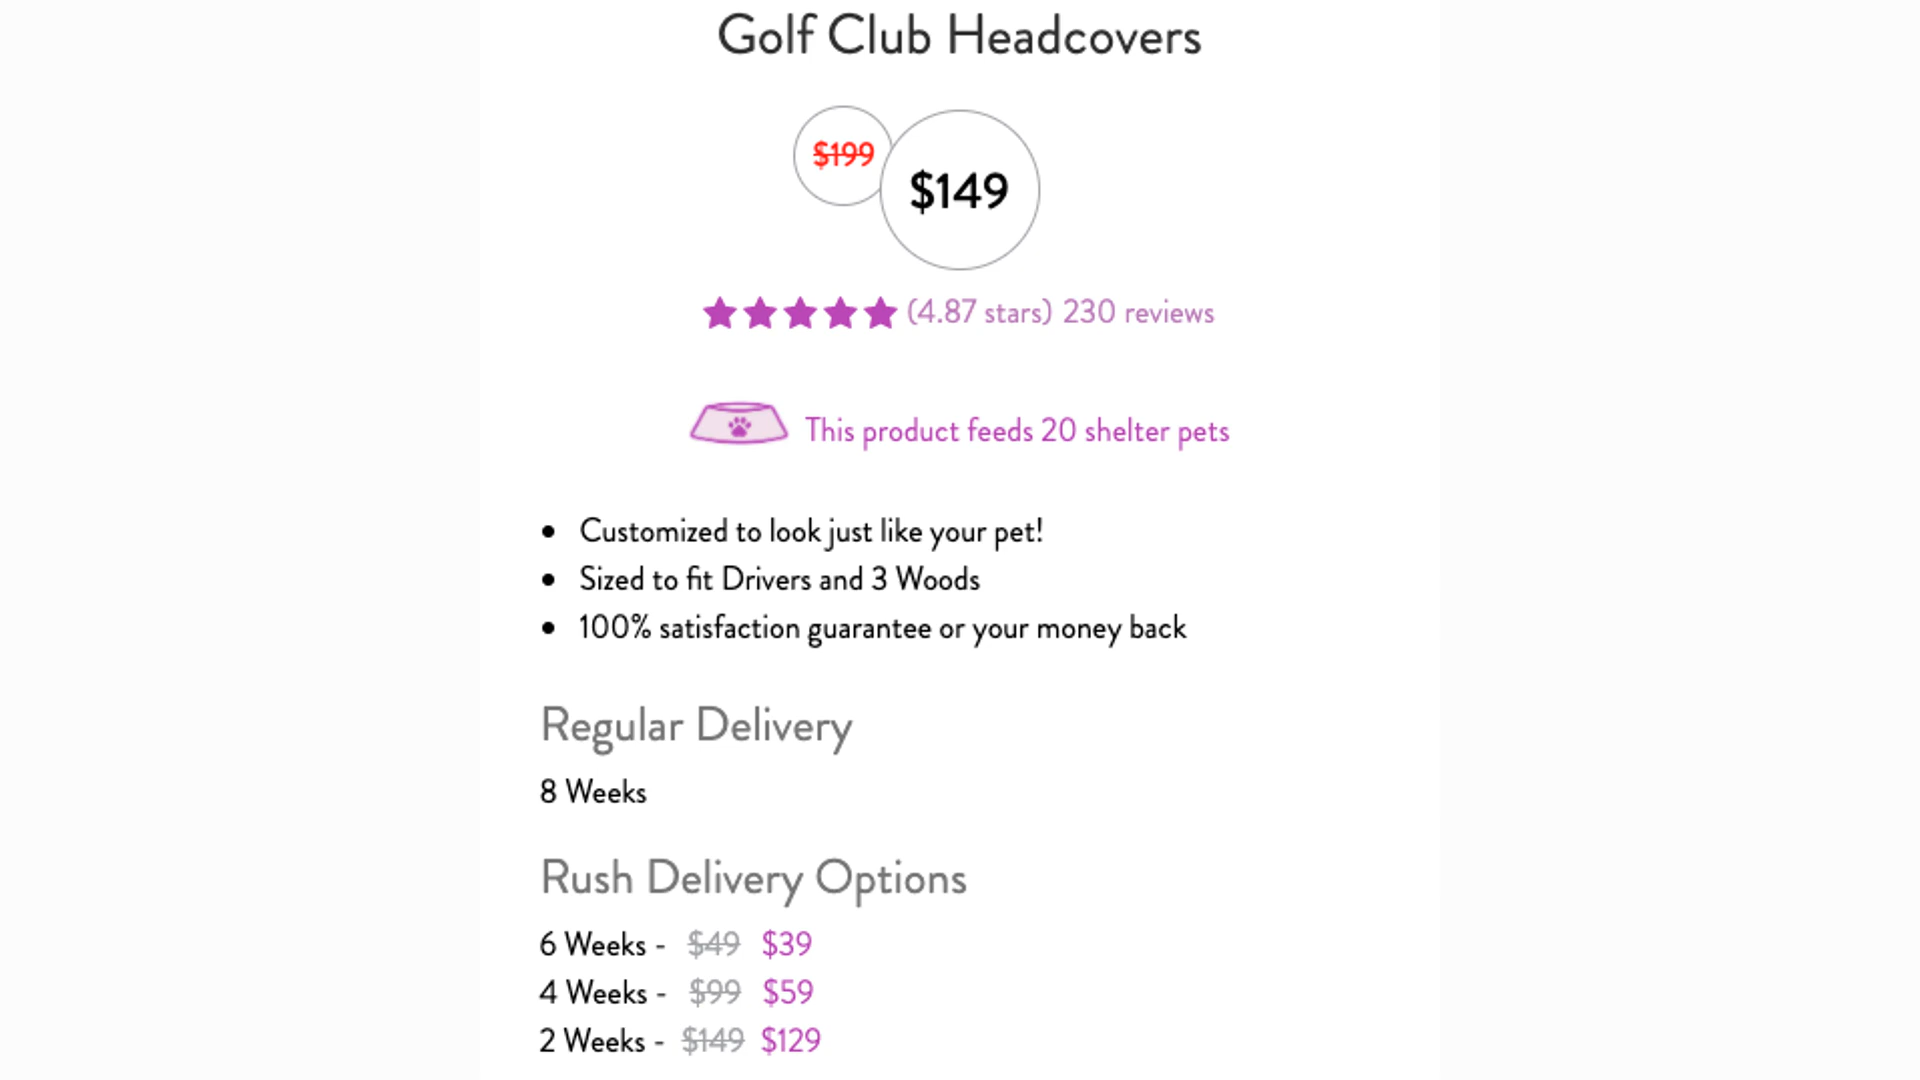 Golf Club Headcovers
$199
$149
(4.87 stars) 230 reviews
This product feeds 20 shelter pets
• Customized to look just like your pet!
• Sized to fit Drivers and 3 Woods
• 100% satisfaction guarantee or your money back
Regular Delivery
8 Weeks
Rush Delivery Options
6 Weeks - $49 $39
4 Weeks - $99 $59
2 Weeks - $149 $129